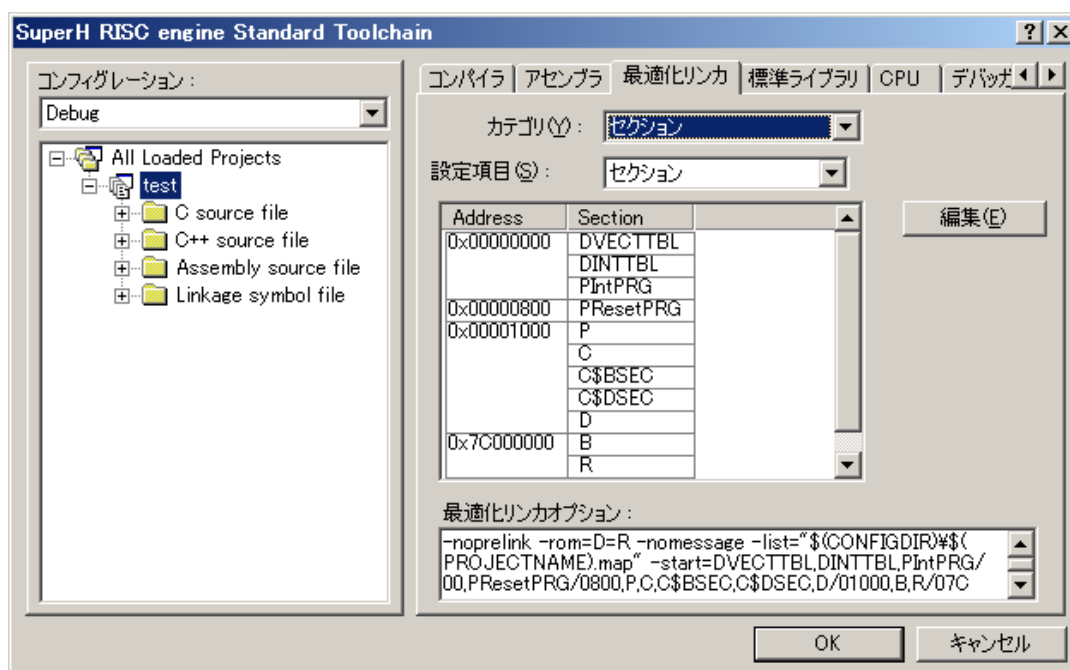 SuperH RISC engine Standard Toolchain
コンフィグレーション :
Debug
All Loaded Projects
test
C source file
C++ source file
Assembly source file
Linkage symbol file
コンパイラ アセンブラ 最適化リンカ 標準ライブラリ CPU デバッガ
カテゴリ(Y) : セクション
設定項目(S) : セクション
Address Section
0x00000000 DVECTTBL
DINTTBL
PIntPRG
0x00000800 PResetPRG
0x00001000 P
C
C$BSEC
C$DSEC
D
0x7C000000 B
R
編集(E)
最適化リンカオプション :
-noprelink -rom=D=R -nomessage -list="$(CONFIGDIR)¥$(
PROJECTNAME).map" -start=DVECTTBL,DINTTBL,PIntPRG/
00,PResetPRG/0800,P,C,C$BSEC,C$DSEC,D/01000,B,R/07C
OK キャンセル